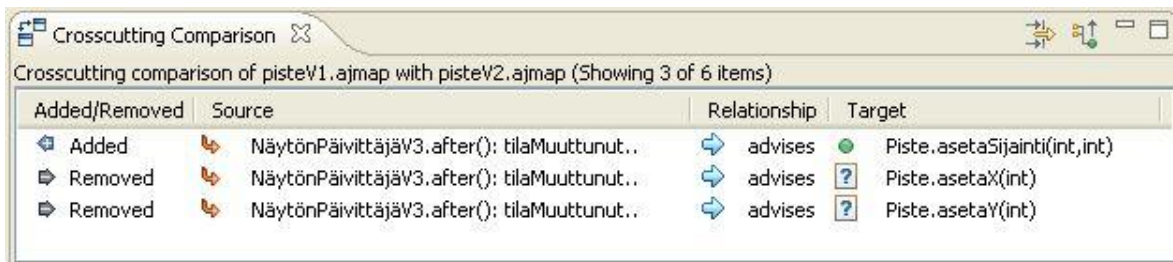 Crosscutting Comparison
Crosscutting comparison of pisteV1.ajmap with pisteV2.ajmap (Showing 3 of 6 items)
Added/Removed Source Relationship Target
Added NäytönPäivittäjäV3.after(): tilaMuuttunut.. advises Piste.asetaSijainti(int,int)
Removed NäytönPäivittäjäV3.after(): tilaMuuttunut.. advises ? Piste.asetaX(int)
Removed NäytönPäivittäjäV3.after(): tilaMuuttunut.. advises ? Piste.asetaY(int)